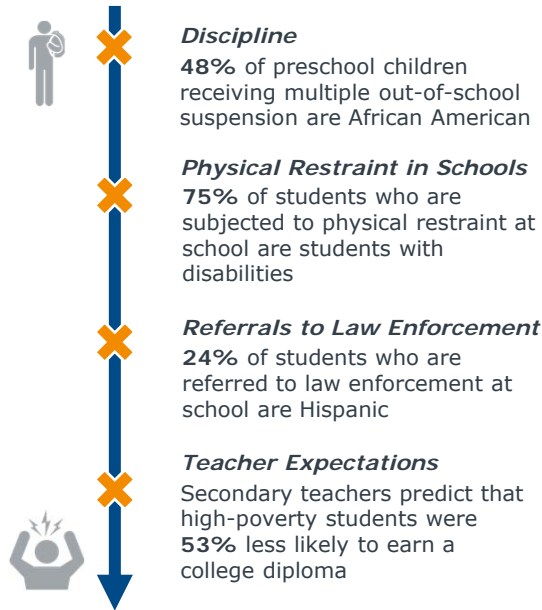 Discipline
48% of preschool children
receiving multiple out-of-school
suspension are African American
Physical Restraint in Schools
75% of students who are
subjected to physical restraint at
school are students with
disabilities
Referrals to Law Enforcement
24% of students who are
referred to law enforcement at
school are Hispanic
Teacher Expectations
Secondary teachers predict that
high-poverty students were
53% less likely to earn a
college diploma